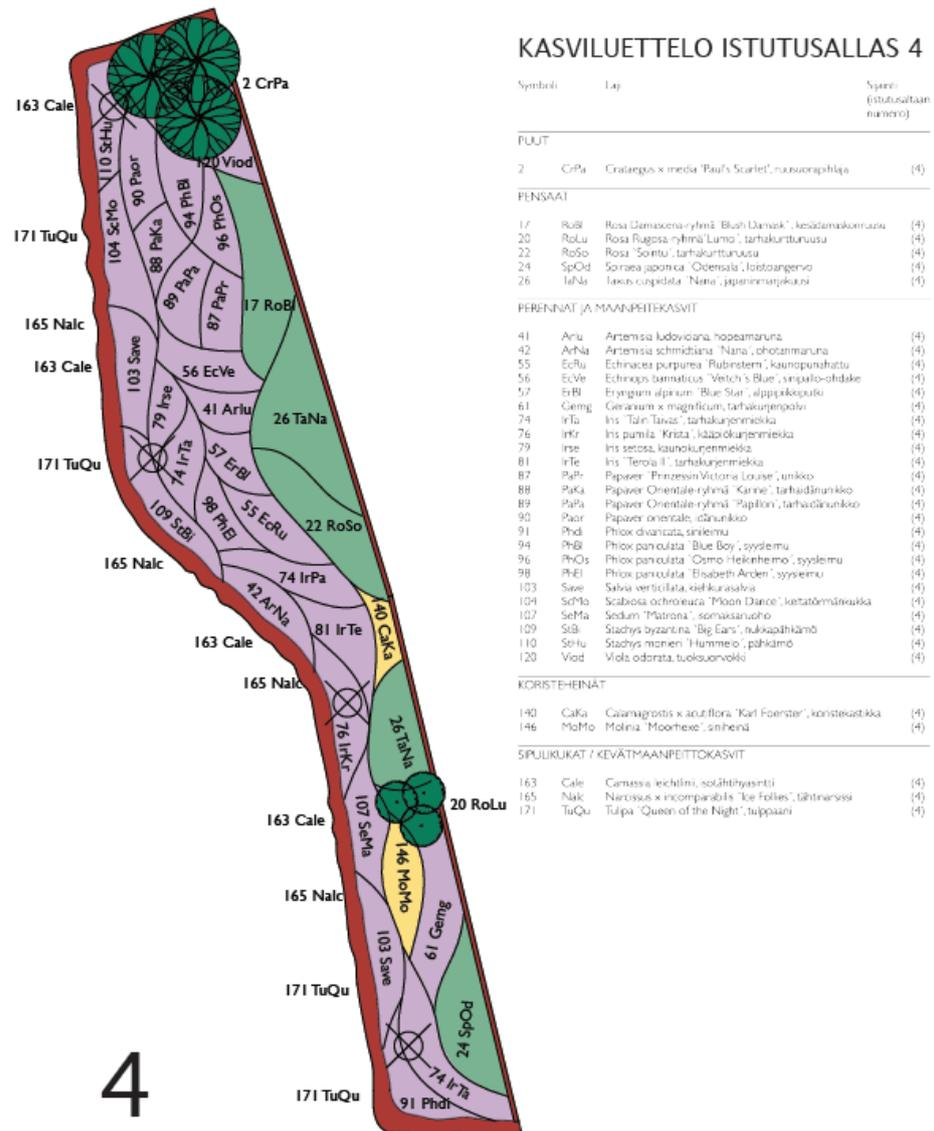 KASVILUETTELO ISTUTUSALLAS 4
Symboli Laji Sijainti
(istutusaltaan
numero)
PUUT
2 CrPa Crataegus x media 'Paul's Scarlet', ruusuorapihlaja (4)
PENSAAT
17 RoBl Rosa Damascena-ryhmä 'Blush Damask', kesädamaskonruusu (4)
20 RoLu Rosa Rugosa-ryhmä 'Lumo', tarhakurtturuusu (4)
22 RoSo Rosa 'Sointu', tarhakurtturuusu (4)
24 SpOd Spiraea japonica 'Odensala', loistoangervo (4)
26 TaNa Taxus cuspidata 'Nana', japaninmarjakuusi (4)
PERENNAT JA MAANPEITEKASVIT
41 Arlu Artemisia ludoviciana, hopeamaruna (4)
42 ArNa Artemisia schmidtiana 'Nana', ohotanmaruna (4)
55 EcRu Echinacea purpurea 'Rubinstern', kaunopunahattu (4)
56 EcVe Echinops bannaticus 'Veitch's Blue', sinipallo-ohdake (4)
57 ErBl Eryngium alpinum 'Blue Star', alppipiikkiputki (4)
61 Gemg Geranium x magnificum, tarhakurjenpolvi (4)
74 IrTa Iris 'Talin Taivas', tarhakurjenmiekka (4)
76 IrKr Iris pumila 'Krista', kääpiökurjenmiekka (4)
79 Irse Iris setosa, kaunokurjenmiekka (4)
81 IrTe Iris 'Terola II', tarhakurjenmiekka (4)
87 PaPr Papaver 'Prinzessin Victoria Louise', unikko (4)
88 PaKa Papaver Orientale-ryhmä 'Karine', tarhaidänunikko (4)
89 PaPa Papaver Orientale-ryhmä 'Papillon', tarhaidänunikko (4)
90 Paor Papaver orientale, idänunikko (4)
91 Phdi Phlox divaricata, sinileimu (4)
94 PhBl Phlox paniculata 'Blue Boy', syysleimu (4)
96 PhOs Phlox paniculata 'Osmo Heikinheimo', syysleimu (4)
98 PhEl Phlox paniculata 'Elisabeth Arden', syysleimu (4)
103 Save Salvia verticillata, kiehkurasalvia (4)
104 ScMo Scabiosa ochroleuca 'Moon Dance', keltatörmänkukka (4)
107 SeMa Sedum 'Matrona', isomaksaruoho (4)
109 StBi Stachys byzantina 'Big Ears', nukkapähkämö (4)
110 StHu Stachys monieri 'Hummelo', pähkämö (4)
120 Viod Viola odorata, tuoksuorvokki (4)
KORISTEHEINÄT
140 CaKa Calamagrostis x acutiflora 'Karl Foerster', koristekastikka (4)
146 MoMo Molinia 'Moorhexe', siniheinä (4)
SIPULIKUKAT / KEVÄTMAANPEITTOKASVIT
163 Cale Camassia leichtlinii, isotähtihyasintti (4)
165 NaIc Narcissus x incomparabilis 'Ice Follies', tähtinarsissi (4)
171 TuQu Tulipa 'Queen of the Night', tulppaani (4)
2 CrPa
163 Cale
110 StHu
120 Viod
90 Paor
94 PhBl
96 PhOs
104 ScMo
171 TuQu
88 PaKa
89 PaPa
87 PaPr
17 RoBl
165 NaIc
163 Cale
103 Save
56 EcVe
79 Irse
41 Arlu
26 TaNa
171 TuQu
74 IrTa
57 ErBl
98 PhEl
55 EcRu
109 StBi
22 RoSo
165 NaIc
74 IrPa
42 ArNa
140 CaKa
81 IrTe
163 Cale
165 NaIc
76 IrKr
26 TaNa
20 RoLu
163 Cale
107 SeMa
146 MoMo
165 NaIc
61 Gemg
103 Save
171 TuQu
24 SpOd
74 IrTa
171 TuQu
91 Phdi
4